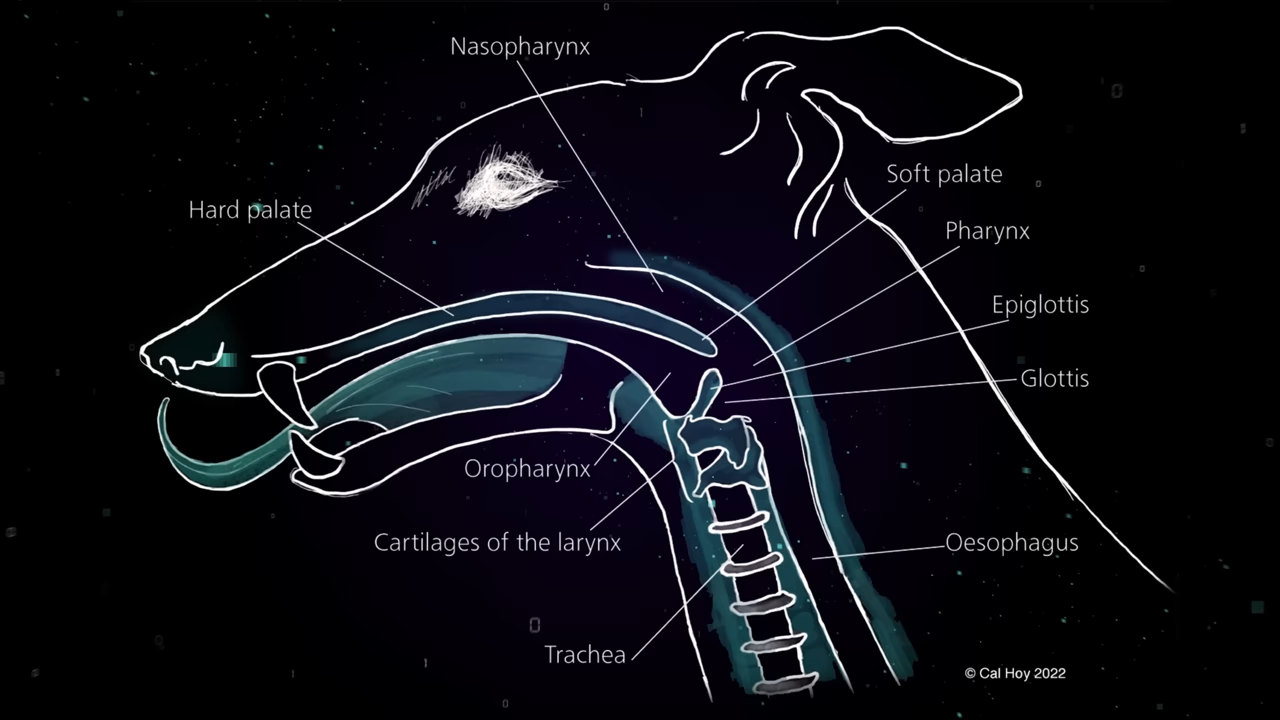 Nasopharynx
Soft palate
Hard palate
Pharynx
Epiglottis
Glottis
Oropharynx
Cartilages of the larynx
Oesophagus
Trachea
© Cal Hoy 2022